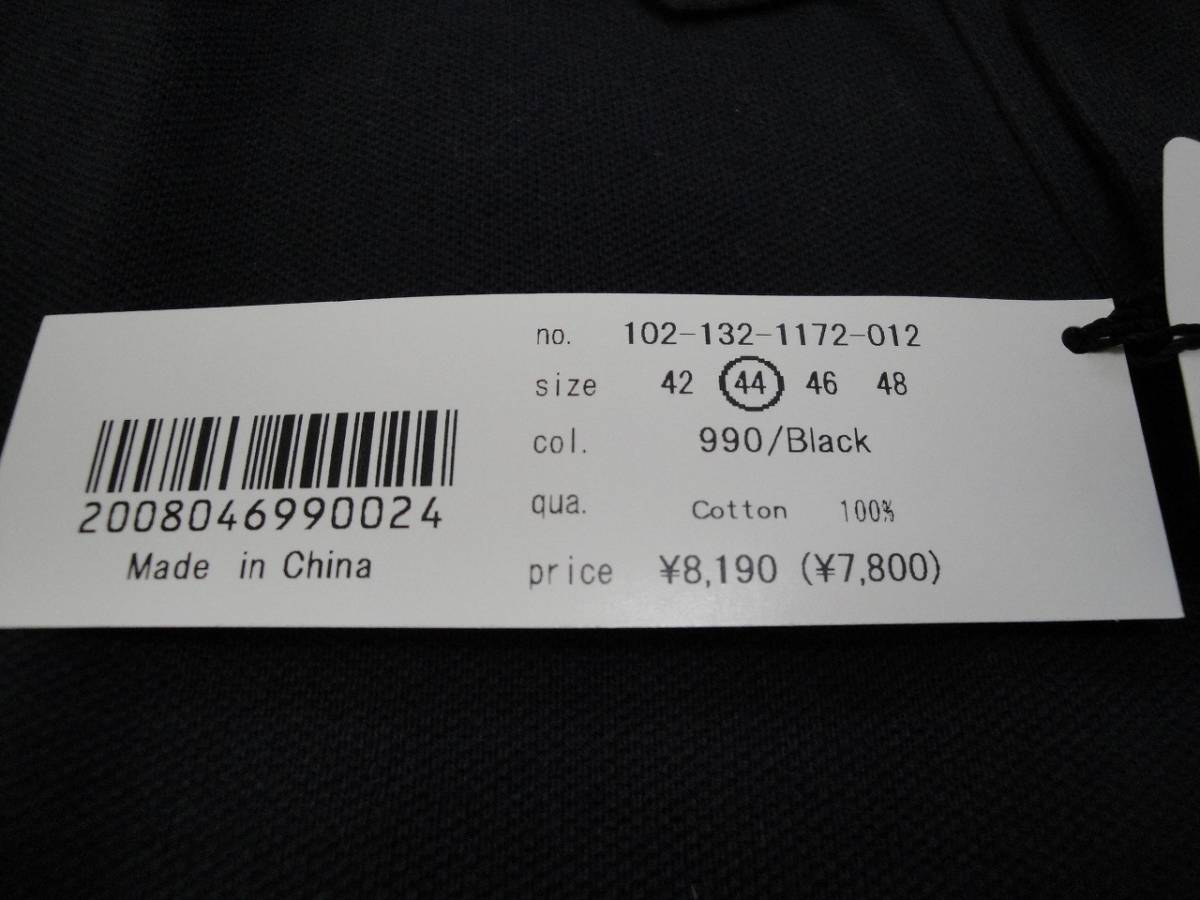 no. 102-132-1172-012
size 42 44 46 48
col. 990/Black
qua. Cotton 100%
price ¥8,190 (¥7,800)
2008046990024
Made in China